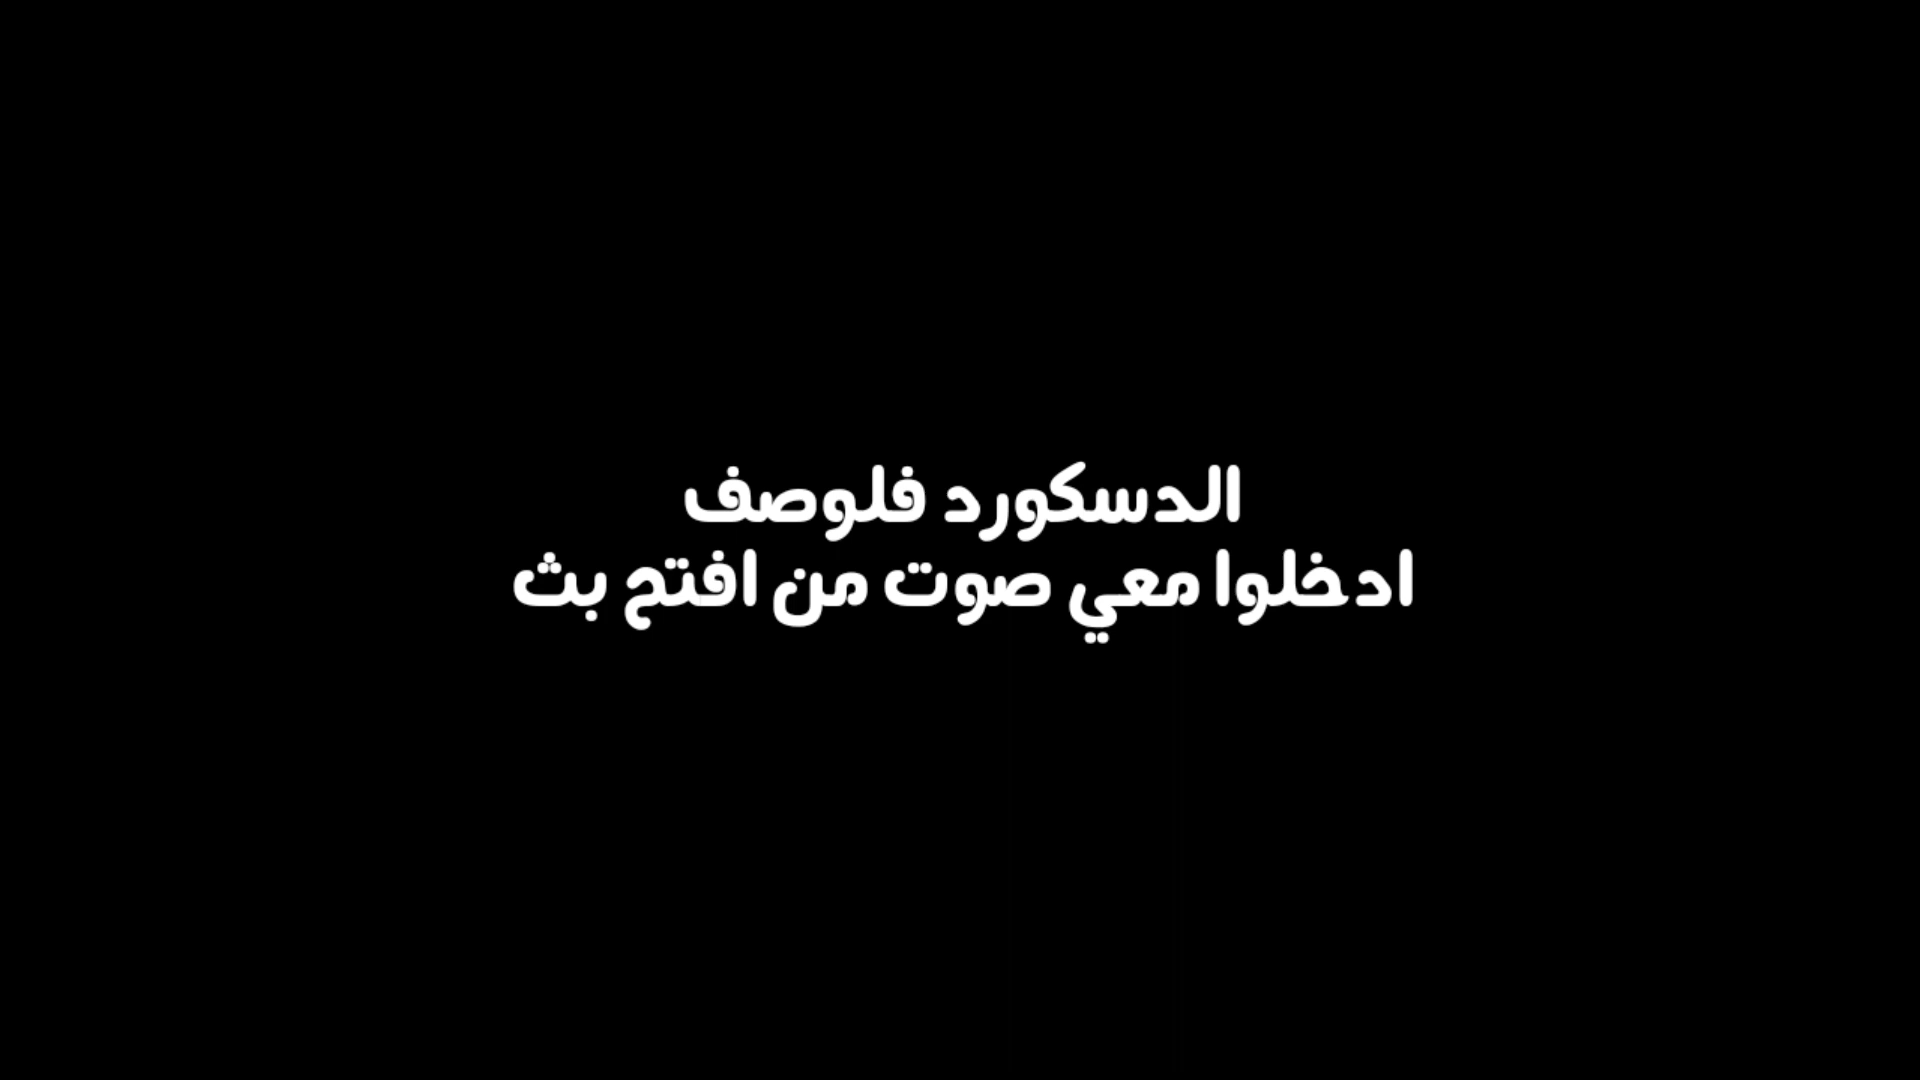 الدسكورد فلوصف
ادخلوا معي صوت من افتح بث